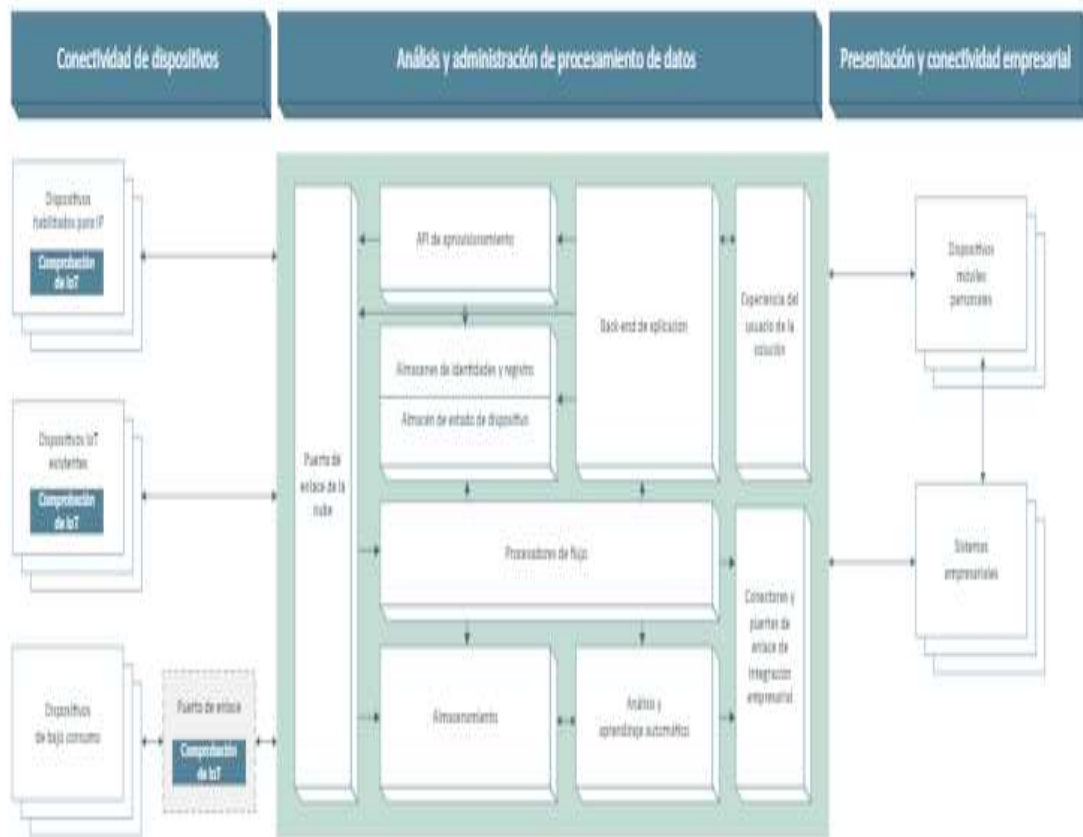 Conectividad de dispositivos
Análisis y administración de procesamiento de datos
Presentación y conectividad empresarial
Dispositivos
habilitados para IP
Comprobación
de IoT
Dispositivos IoT
existentes
Comprobación
de IoT
Dispositivos
de bajo consumo
Puerta de enlace
Comprobación
de IoT
Puerta de
enlace de la
nube
API de aprovisionamiento
Almacenes de identidades y registro
Almacén de estado de dispositivo
Back-end de aplicación
Experiencia del
usuario de la
solución
Procesadores de flujo
Almacenamiento
Análisis y
aprendizaje automático
Conectores y
puertas de
enlace de
integración
empresarial
Dispositivos
móviles
personales
Sistemas
empresariales